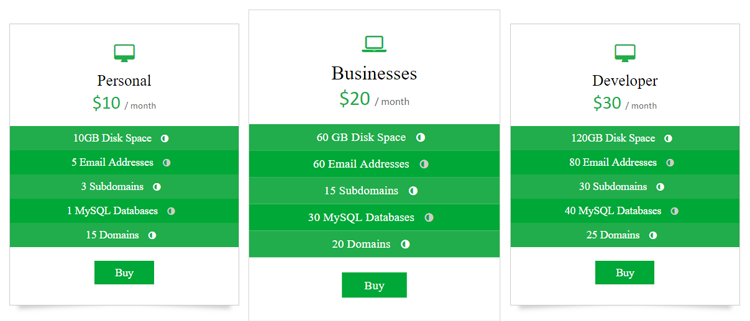 Personal
$10 / month
10GB Disk Space
5 Email Addresses
3 Subdomains
1 MySQL Databases
15 Domains
Buy
Businesses
$20 / month
60 GB Disk Space
60 Email Addresses
15 Subdomains
30 MySQL Databases
20 Domains
Buy
Developer
$30 / month
120GB Disk Space
80 Email Addresses
30 Subdomains
40 MySQL Databases
25 Domains
Buy